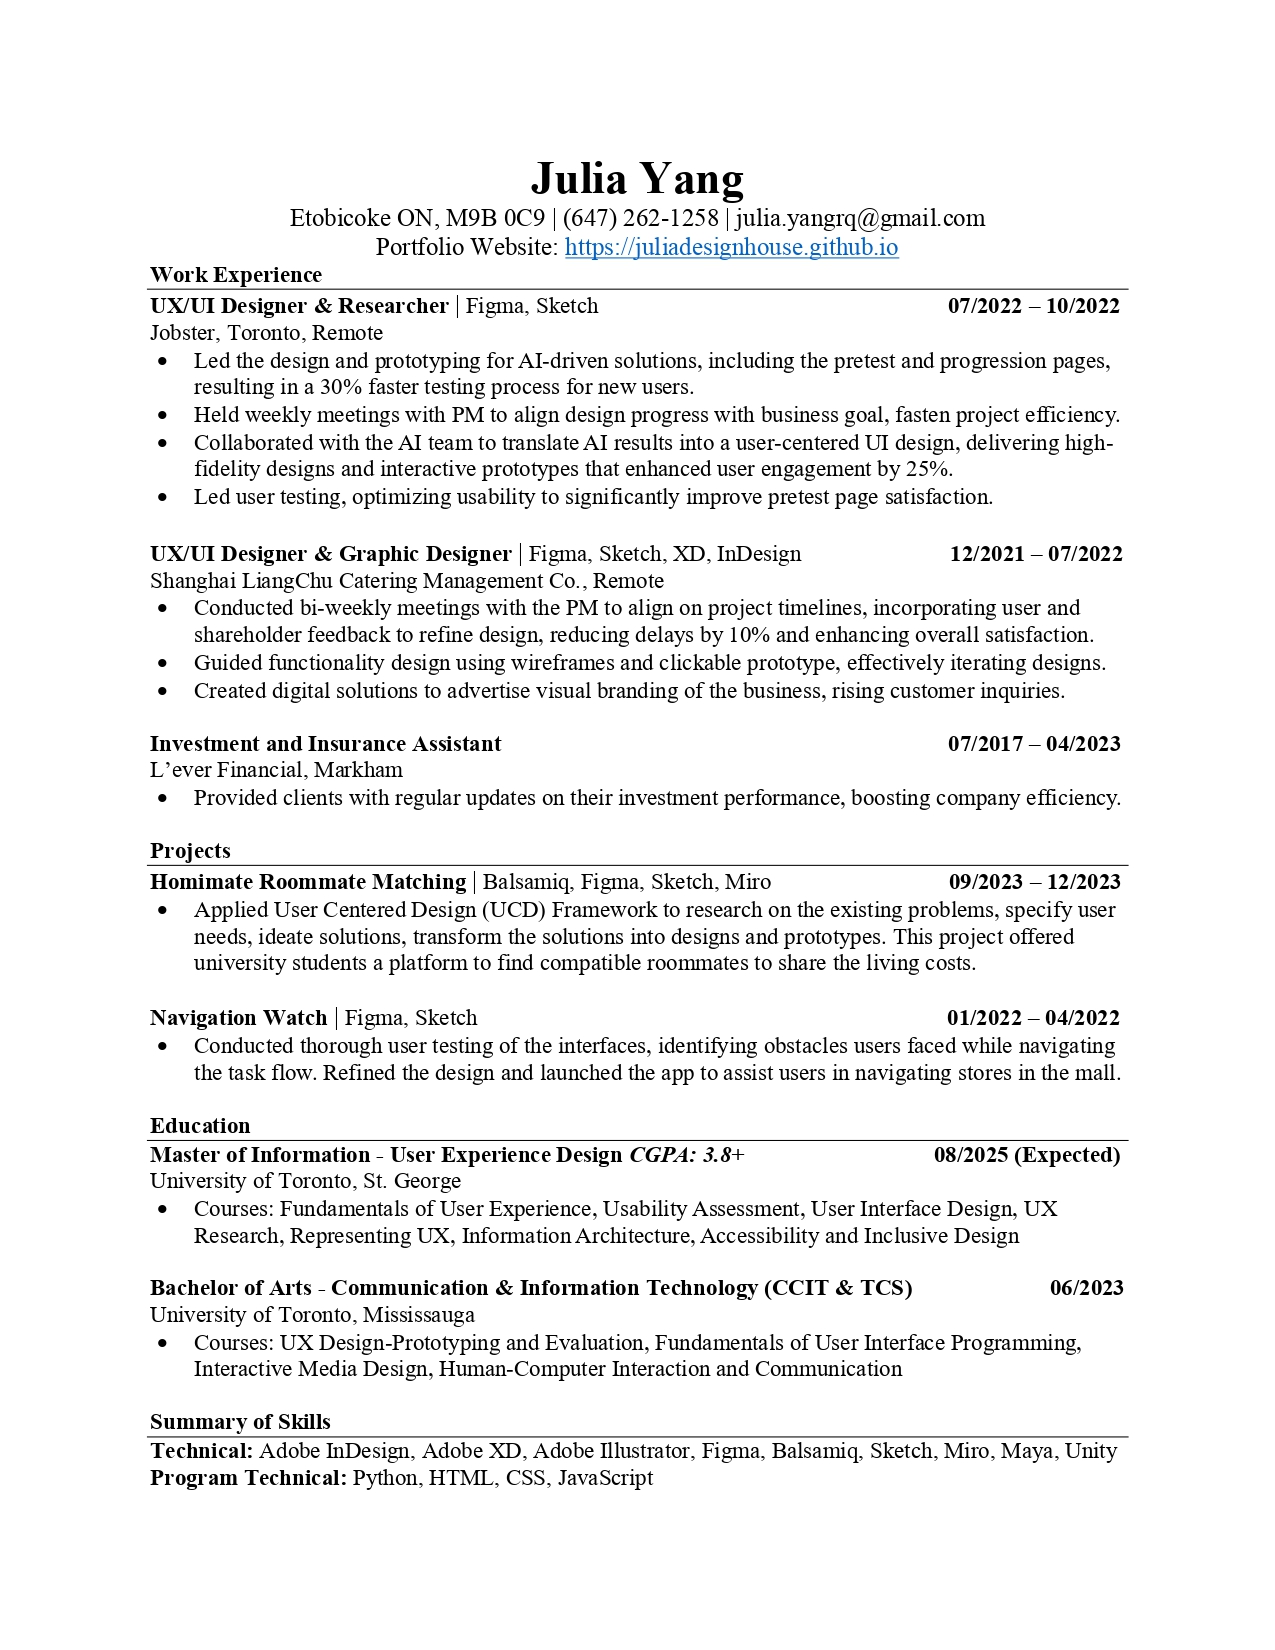 Julia Yang
Etobicoke ON, M9B 0C9 | (647) 262-1258 | julia.yangrq@gmail.com
Portfolio Website: https://juliadesignhouse.github.io
Work Experience
UX/UI Designer & Researcher | Figma, Sketch 07/2022 – 10/2022
Jobster, Toronto, Remote
• Led the design and prototyping for AI-driven solutions, including the pretest and progression pages,
resulting in a 30% faster testing process for new users.
• Held weekly meetings with PM to align design progress with business goal, fasten project efficiency.
• Collaborated with the AI team to translate AI results into a user-centered UI design, delivering high-
fidelity designs and interactive prototypes that enhanced user engagement by 25%.
• Led user testing, optimizing usability to significantly improve pretest page satisfaction.
UX/UI Designer & Graphic Designer | Figma, Sketch, XD, InDesign 12/2021 – 07/2022
Shanghai LiangChu Catering Management Co., Remote
• Conducted bi-weekly meetings with the PM to align on project timelines, incorporating user and
shareholder feedback to refine design, reducing delays by 10% and enhancing overall satisfaction.
• Guided functionality design using wireframes and clickable prototype, effectively iterating designs.
• Created digital solutions to advertise visual branding of the business, rising customer inquiries.
Investment and Insurance Assistant 07/2017 – 04/2023
L’ever Financial, Markham
• Provided clients with regular updates on their investment performance, boosting company efficiency.
Projects
Homimate Roommate Matching | Balsamiq, Figma, Sketch, Miro 09/2023 – 12/2023
• Applied User Centered Design (UCD) Framework to research on the existing problems, specify user
needs, ideate solutions, transform the solutions into designs and prototypes. This project offered
university students a platform to find compatible roommates to share the living costs.
Navigation Watch | Figma, Sketch 01/2022 – 04/2022
• Conducted thorough user testing of the interfaces, identifying obstacles users faced while navigating
the task flow. Refined the design and launched the app to assist users in navigating stores in the mall.
Education
Master of Information - User Experience Design CGPA: 3.8+ 08/2025 (Expected)
University of Toronto, St. George
• Courses: Fundamentals of User Experience, Usability Assessment, User Interface Design, UX
Research, Representing UX, Information Architecture, Accessibility and Inclusive Design
Bachelor of Arts - Communication & Information Technology (CCIT & TCS) 06/2023
University of Toronto, Mississauga
• Courses: UX Design-Prototyping and Evaluation, Fundamentals of User Interface Programming,
Interactive Media Design, Human-Computer Interaction and Communication
Summary of Skills
Technical: Adobe InDesign, Adobe XD, Adobe Illustrator, Figma, Balsamiq, Sketch, Miro, Maya, Unity
Program Technical: Python, HTML, CSS, JavaScript